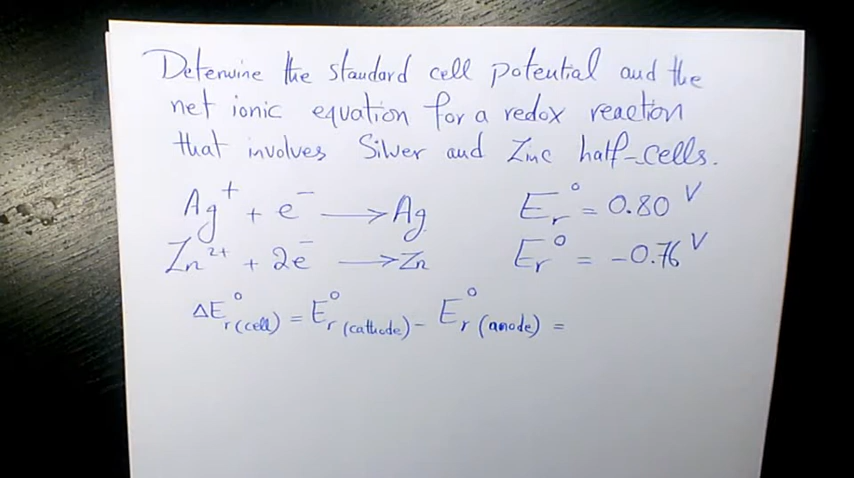 Determine the standard cell potential and the
net ionic equation for a redox reaction
that involves Silver and Zinc half-cells.
Ag⁺ + e⁻ → Ag E°r = 0.80 V
Zn²⁺ + 2e⁻ → Zn E°r = -0.76 V
ΔE°r(cell) = E°r(cathode) - E°r(anode) =